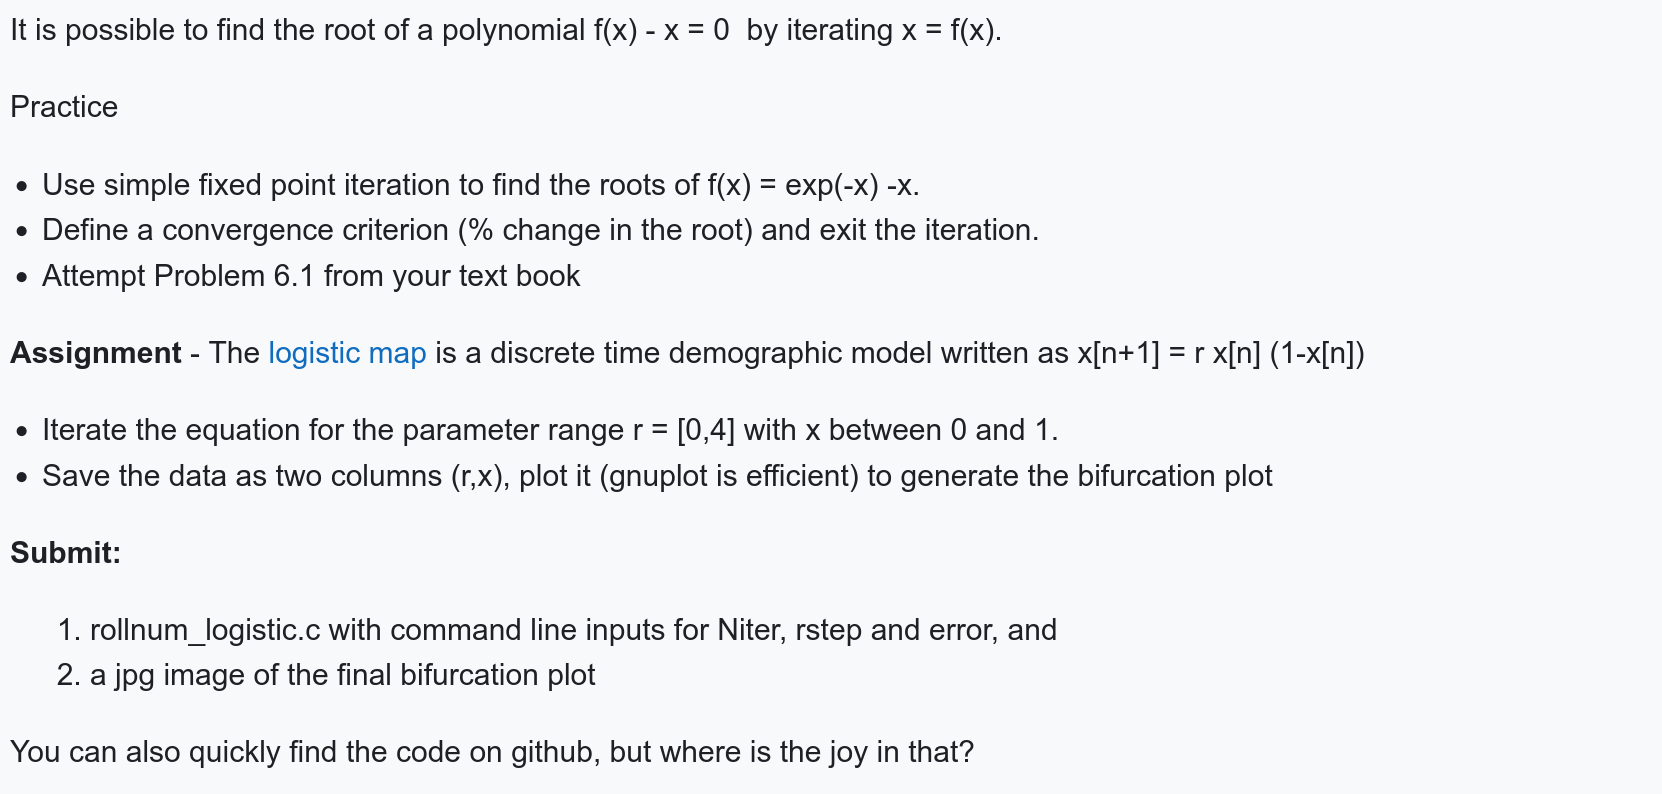 It is possible to find the root of a polynomial f(x) - x = 0  by iterating x = f(x).
Practice
• Use simple fixed point iteration to find the roots of f(x) = exp(-x) -x.
• Define a convergence criterion (% change in the root) and exit the iteration.
• Attempt Problem 6.1 from your text book
Assignment - The logistic map is a discrete time demographic model written as x[n+1] = r x[n] (1-x[n])
• Iterate the equation for the parameter range r = [0,4] with x between 0 and 1.
• Save the data as two columns (r,x), plot it (gnuplot is efficient) to generate the bifurcation plot
Submit:
1. rollnum_logistic.c with command line inputs for Niter, rstep and error, and
2. a jpg image of the final bifurcation plot
You can also quickly find the code on github, but where is the joy in that?